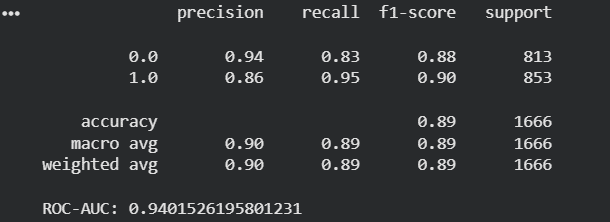 precision recall f1-score support
0.0 0.94 0.83 0.88 813
1.0 0.86 0.95 0.90 853
accuracy 0.89 1666
macro avg 0.90 0.89 0.89 1666
weighted avg 0.90 0.89 0.89 1666
ROC-AUC: 0.9401526195801231